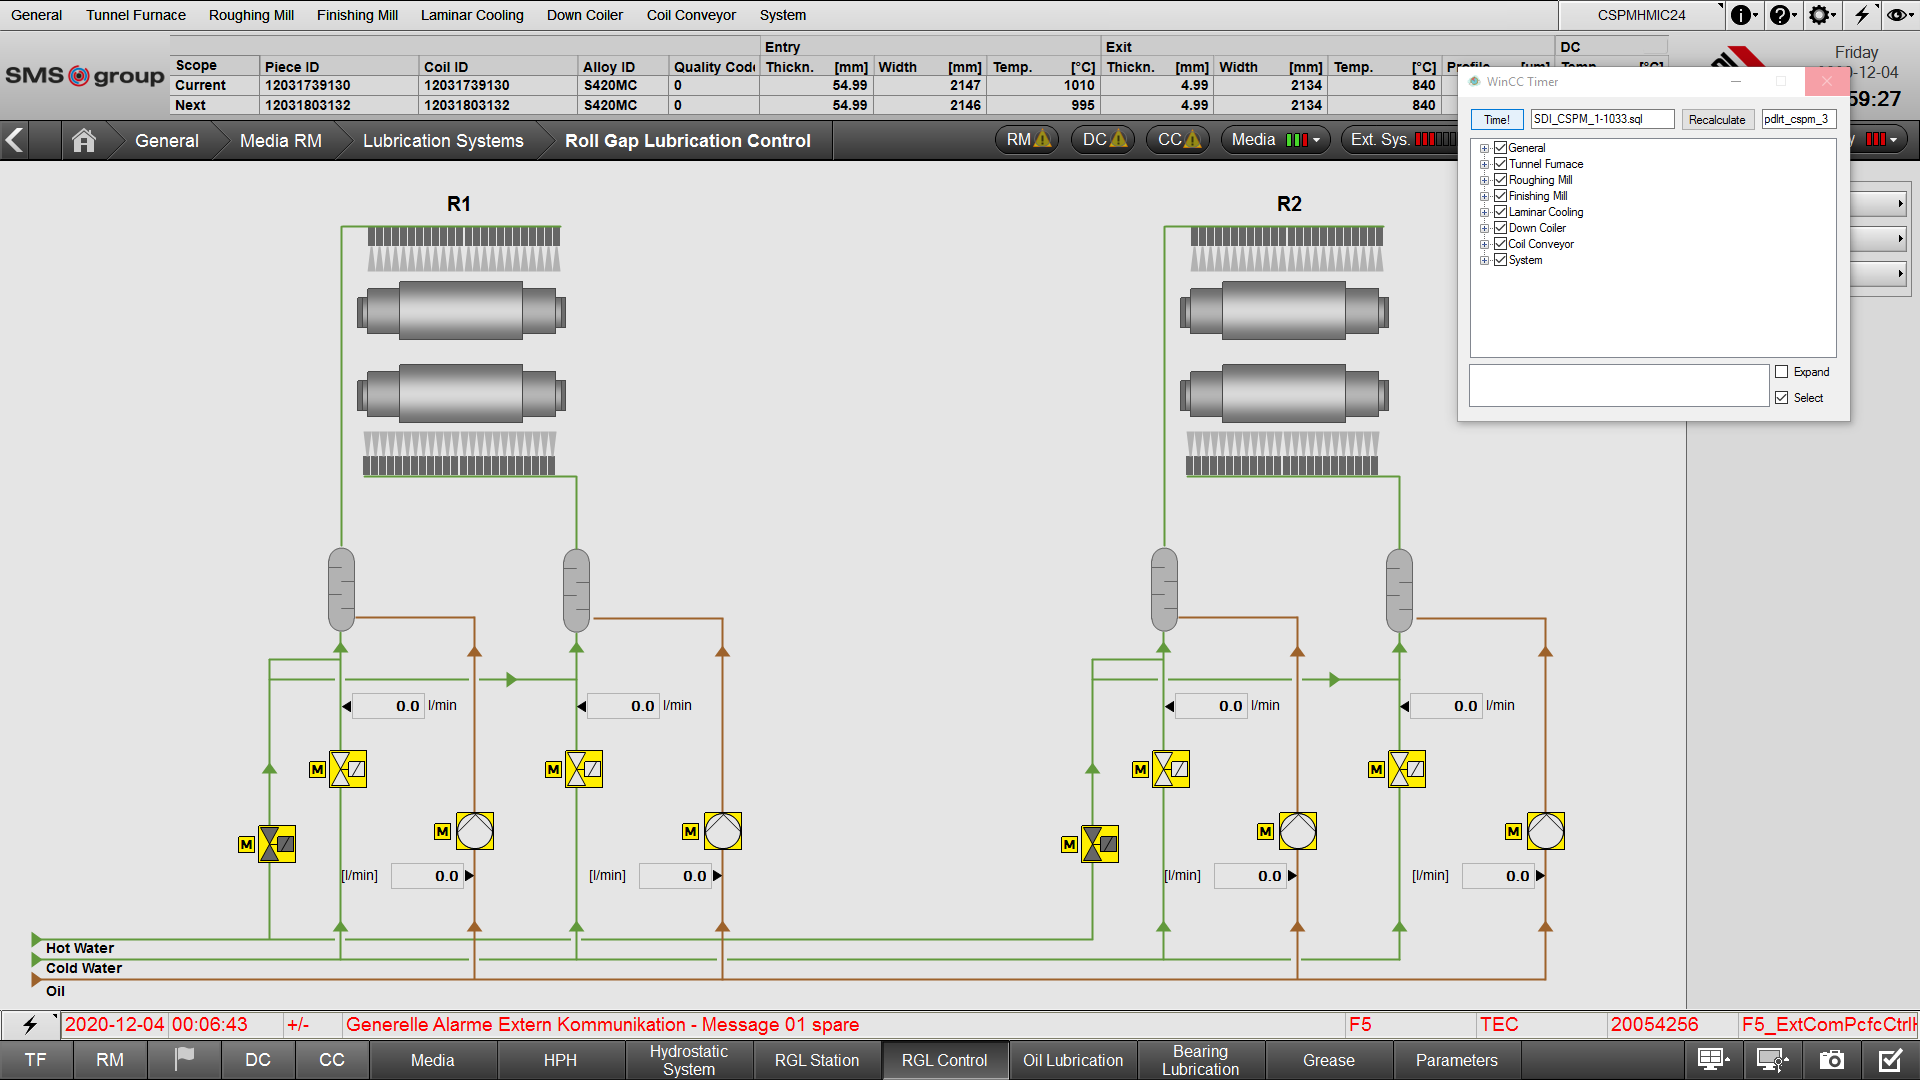 General Tunnel Furnace Roughing Mill Finishing Mill Laminar Cooling Down Coiler Coil Conveyor System CSPMHMIC24
Entry Exit DC
Scope Piece ID Coil ID Alloy ID Quality Code Thickn. [mm] Width [mm] Temp. [°C] Thickn. [mm] Width [mm] Temp. [°C]
Current 12031739130 12031739130 S420MC 0 54.99 2147 1010 4.99 2134 840
Next 12031803132 12031803132 S420MC 0 54.99 2146 995 4.99 2134 840
SMS group
Friday
-12-04
59:27
General Media RM Lubrication Systems Roll Gap Lubrication Control RM DC CC Media Ext. Sys.
WinCC Timer
Time! SDI_CSPM_1-1033.sql Recalculate pdlrt_cspm_3
General
Tunnel Furnace
Roughing Mill
Finishing Mill
Laminar Cooling
Down Coiler
Coil Conveyor
System
Expand
Select
R1 R2
0.0 l/min 0.0 l/min 0.0 l/min 0.0 l/min
M M M M
M M M M
M M
[l/min] 0.0 [l/min] 0.0 [l/min] 0.0 [l/min] 0.0
Hot Water
Cold Water
Oil
2020-12-04 00:06:43 +/- Generelle Alarme Extern Kommunikation - Message 01 spare F5 TEC 20054256 F5_ExtComPcfcCtrl
TF RM DC CC Media HPH Hydrostatic System RGL Station RGL Control Oil Lubrication Bearing Lubrication Grease Parameters